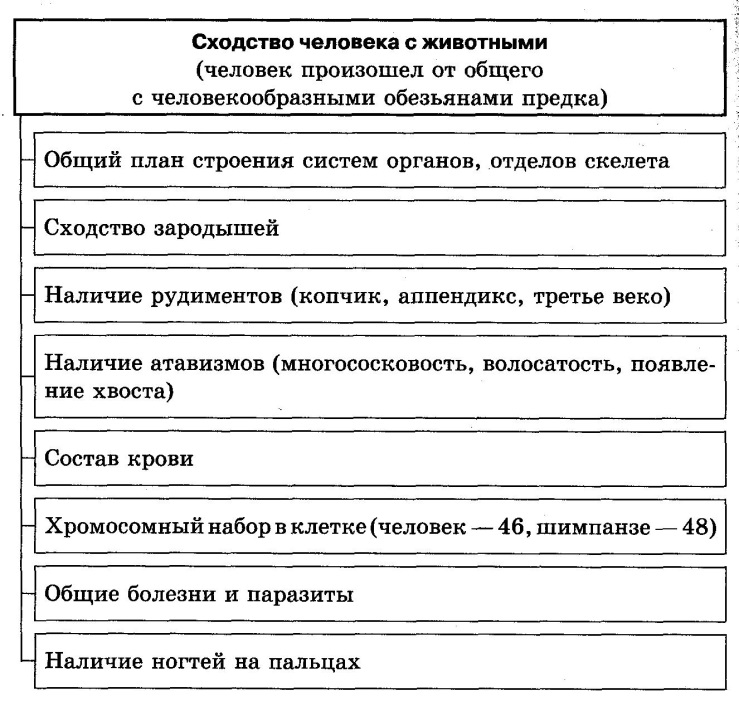 Сходство человека с животными
(человек произошел от общего
с человекообразными обезьянами предка)
Общий план строения систем органов, отделов скелета
Сходство зародышей
Наличие рудиментов (копчик, аппендикс, третье веко)
Наличие атавизмов (многососковость, волосатость, появле-
ние хвоста)
Состав крови
Хромосомный набор в клетке (человек — 46, шимпанзе — 48)
Общие болезни и паразиты
Наличие ногтей на пальцах